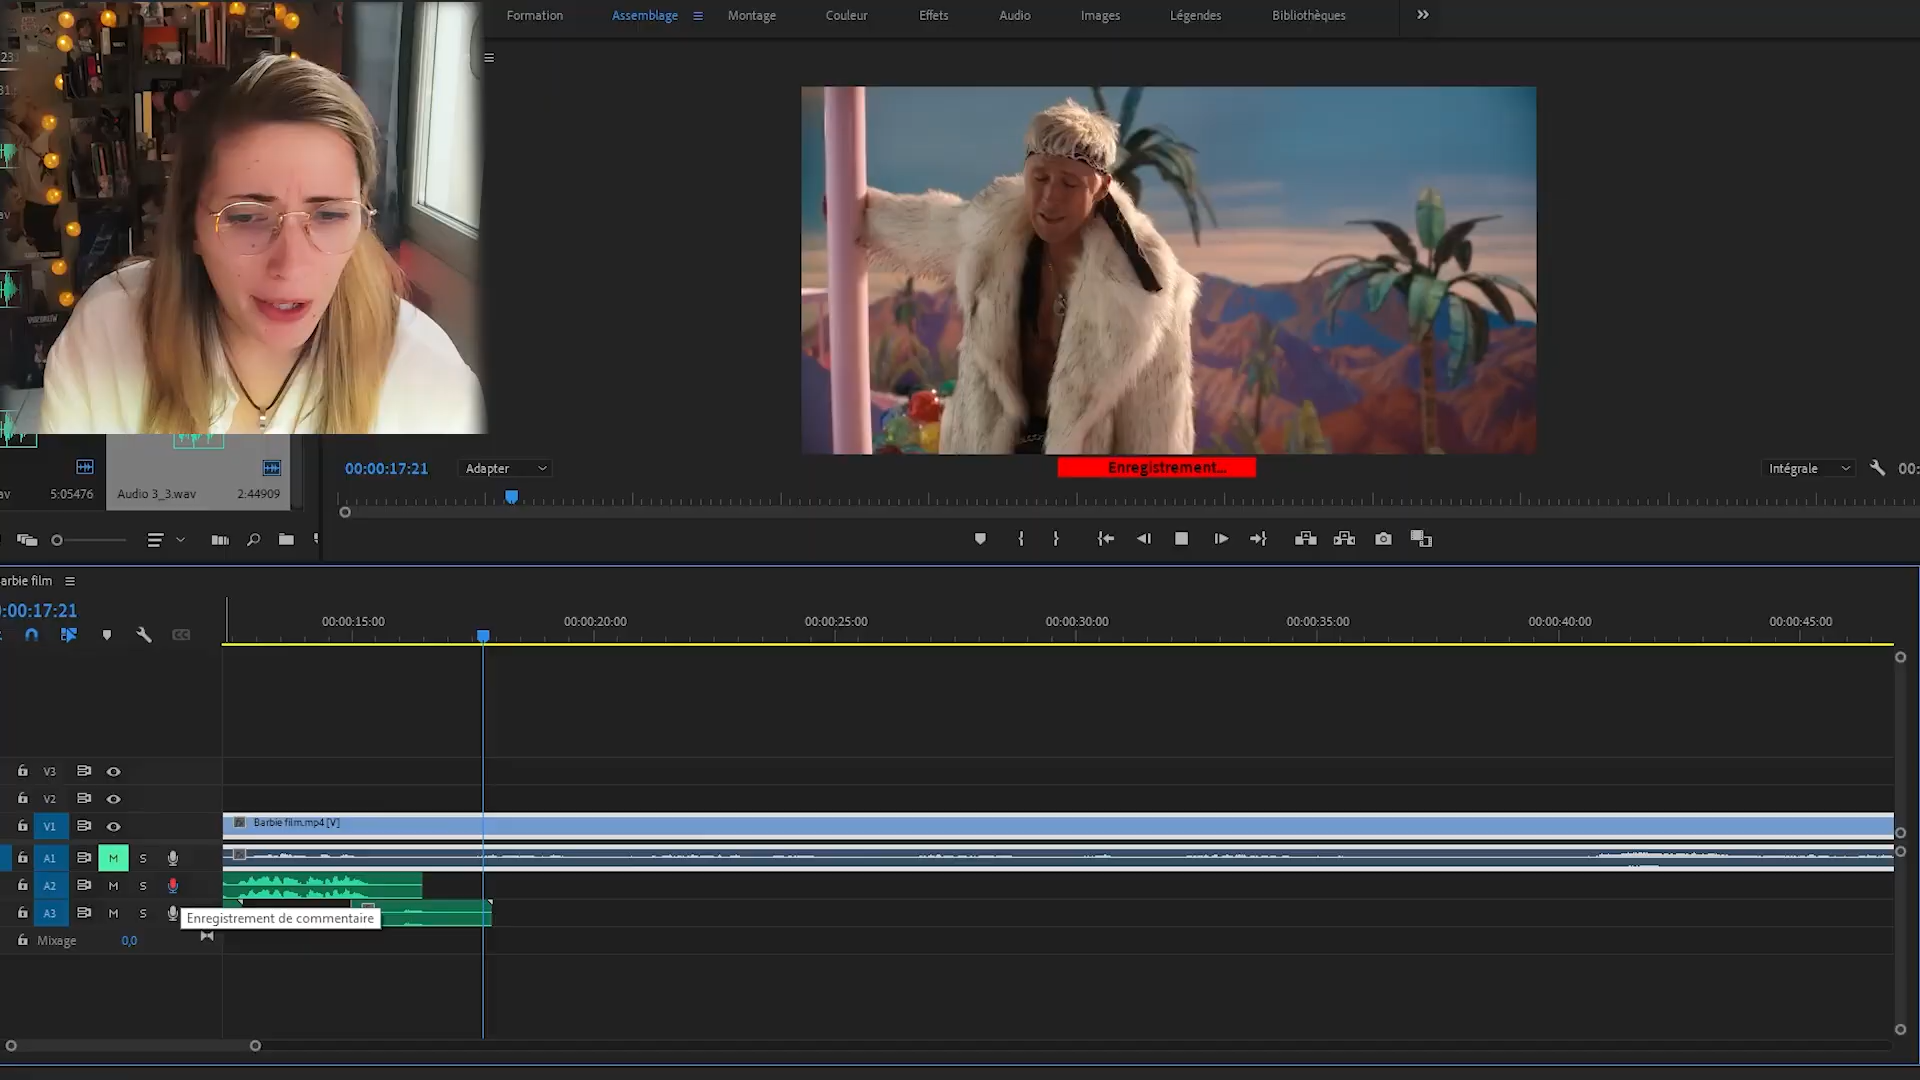 Formation
Assemblage
Montage
Couleur
Effets
Audio
Images
Légendes
Bibliothèques
00:00:17:21
Adapter
Enregistrement...
Intégrale
00:
av
5:05476
Audio 3_3.wav
2:44909
arbie film
:00:17:21
00:00:15:00
00:00:20:00
00:00:25:00
00:00:30:00
00:00:35:00
00:00:40:00
00:00:45:00
V3
V2
V1
Barbie film.mp4 [V]
A1
M
S
A2
M
S
A3
M
S
Enregistrement de commentaire
Mixage
0,0